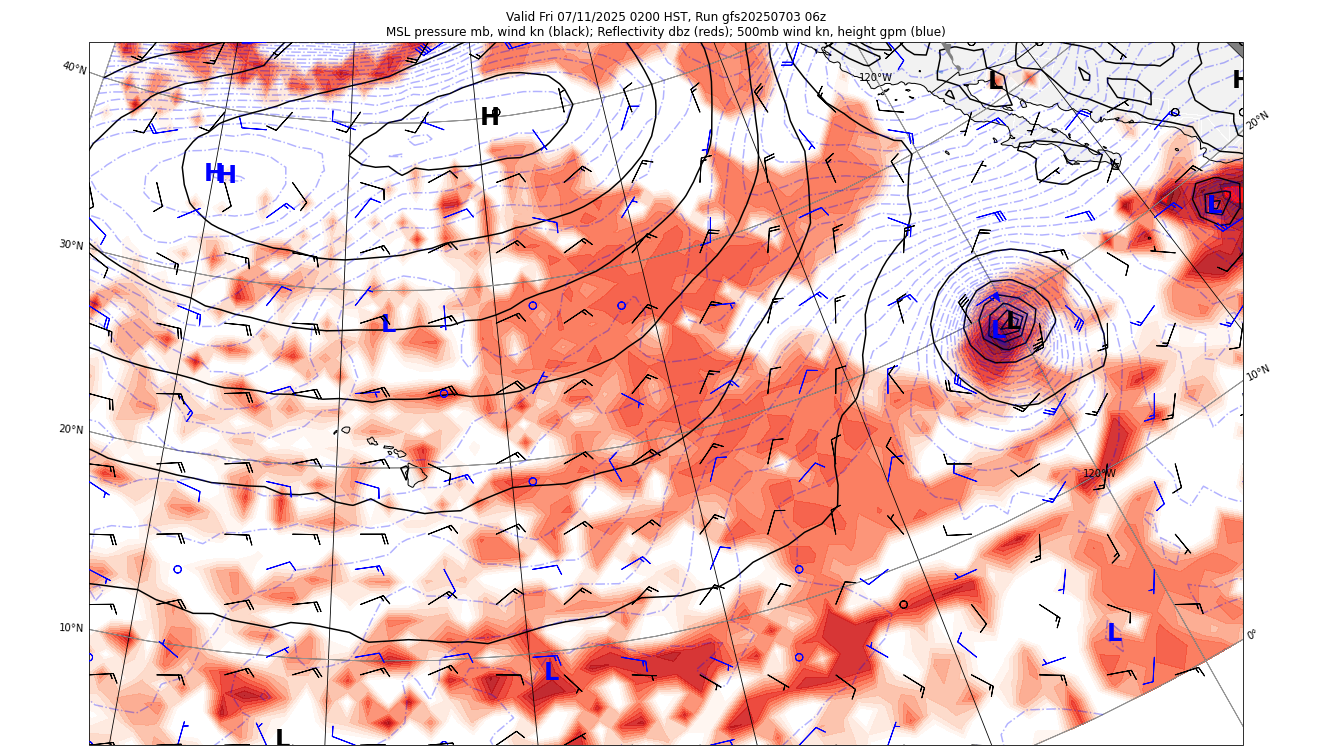 Valid Fri 07/11/2025 0200 HST, Run gfs20250703 06z
MSL pressure mb, wind kn (black); Reflectivity dbz (reds); 500mb wind kn, height gpm (blue)
40°N
120°W
L
H
H
20°N
H
H
L
30°N
L
L
L
L
10°N
20°N
120°W
10°N
L
0°
L
L